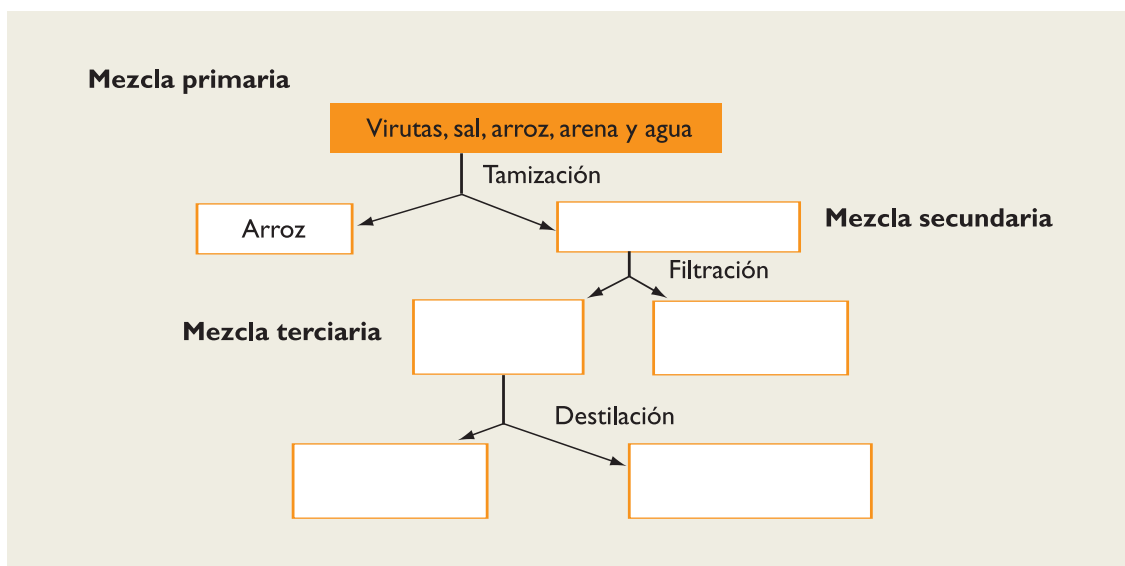 Mezcla primaria
Virutas, sal, arroz, arena y agua
Tamización
Arroz
Mezcla secundaria
Filtración
Mezcla terciaria
Destilación